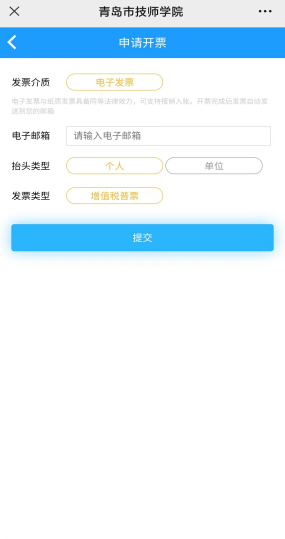 青岛市技师学院
申请开票
发票介质 电子发票
电子发票与纸质发票具备同等法律效力，可支持报销入账。开票完成后发票自动发
送到您的邮箱
电子邮箱 请输入电子邮箱
抬头类型 个人 单位
发票类型 增值税普票
提交